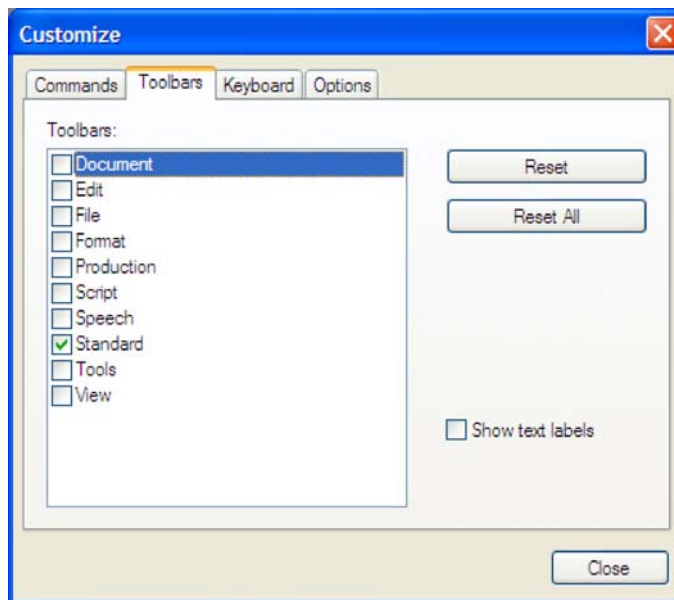 Customize
Commands Toolbars Keyboard Options
Toolbars:
Document
Edit
File
Format
Production
Script
Speech
Standard
Tools
View
Reset
Reset All
Show text labels
Close